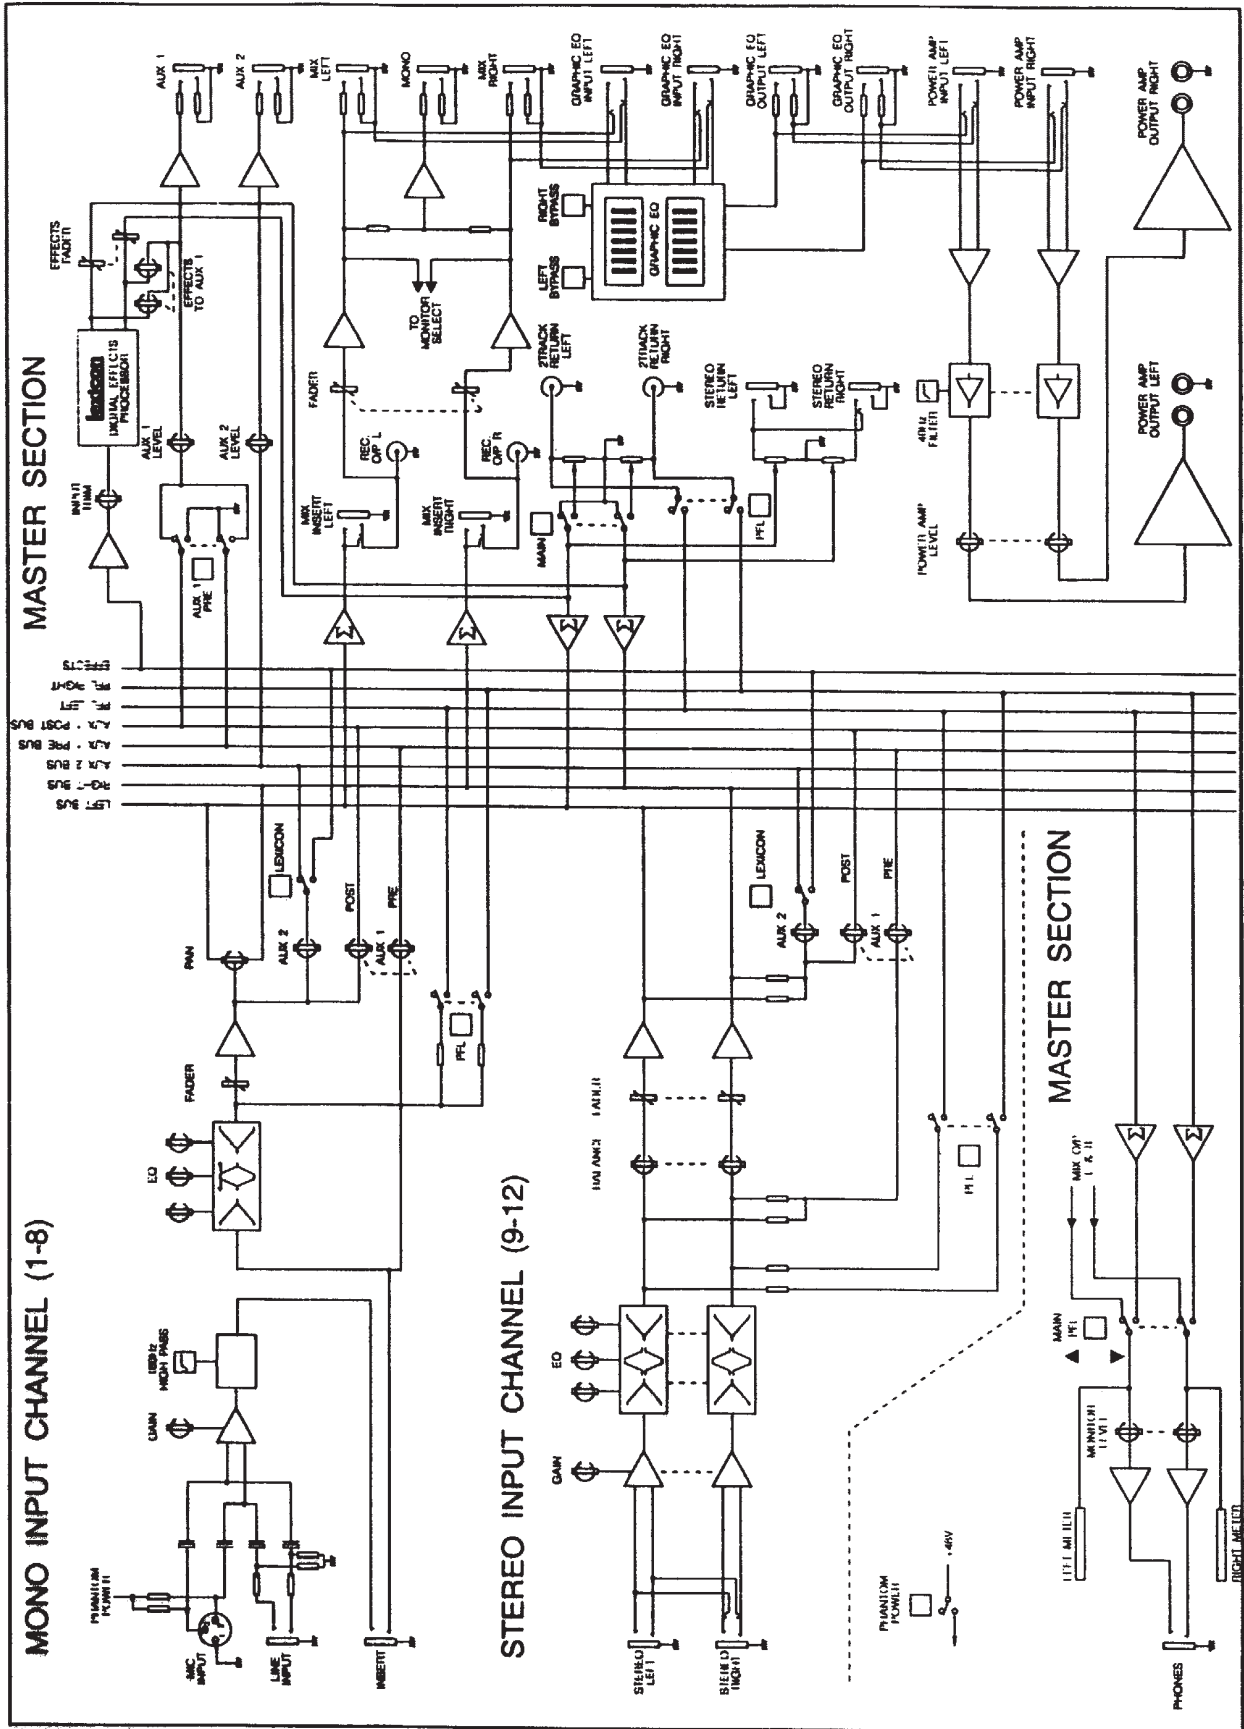 MONO INPUT CHANNEL (1-8)
PHANTOM
POWER
MIC
INPUT
LINE
INPUT
INSERT
GAIN
HIGH PASS
EQ
FADER
PAN
AUX 2
LEXICON
POST
AUX 1
PRE
PFL
STEREO INPUT CHANNEL (9-12)
STEREO
LEFT
STEREO
RIGHT
GAIN
EQ
BALANCE
FADER
AUX 2
LEXICON
POST
AUX 1
PRE
PFL
PHANTOM
POWER
+48V
MASTER SECTION
PHONES
LEFT METER
RIGHT METER
MONITOR
LEVEL
MAIN
PFL
MIX O/P
L & R
LEFT BUS
RIGHT BUS
AUX 2 BUS
AUX 1 PRE BUS
AUX 1 POST BUS
PFL LEFT
PFL RIGHT
EFFECTS
MASTER SECTION
INPUT
TRIM
lexicon
DIGITAL EFFECTS
PROCESSOR
EFFECTS
FADER
EFFECTS
TO AUX 1
AUX 1
PRE
AUX 1
LEVEL
AUX 2
LEVEL
AUX 1
AUX 2
MIX
INSERT
LEFT
REC.
O/P L
FADER
MIX
INSERT
RIGHT
REC.
O/P R
TO
MONITOR
SELECT
MIX
LEFT
MONO
MIX
RIGHT
MAIN
2TRACK
RETURN
LEFT
2TRACK
RETURN
RIGHT
PFL
STEREO
RETURN
LEFT
STEREO
RETURN
RIGHT
LEFT
BYPASS
RIGHT
BYPASS
GRAPHIC EQ
GRAPHIC EQ
INPUT LEFT
GRAPHIC EQ
INPUT RIGHT
GRAPHIC EQ
OUTPUT LEFT
GRAPHIC EQ
OUTPUT RIGHT
POWER AMP
INPUT LEFT
POWER AMP
INPUT RIGHT
POWER AMP
LEVEL
FILTER
POWER AMP
OUTPUT LEFT
POWER AMP
OUTPUT RIGHT